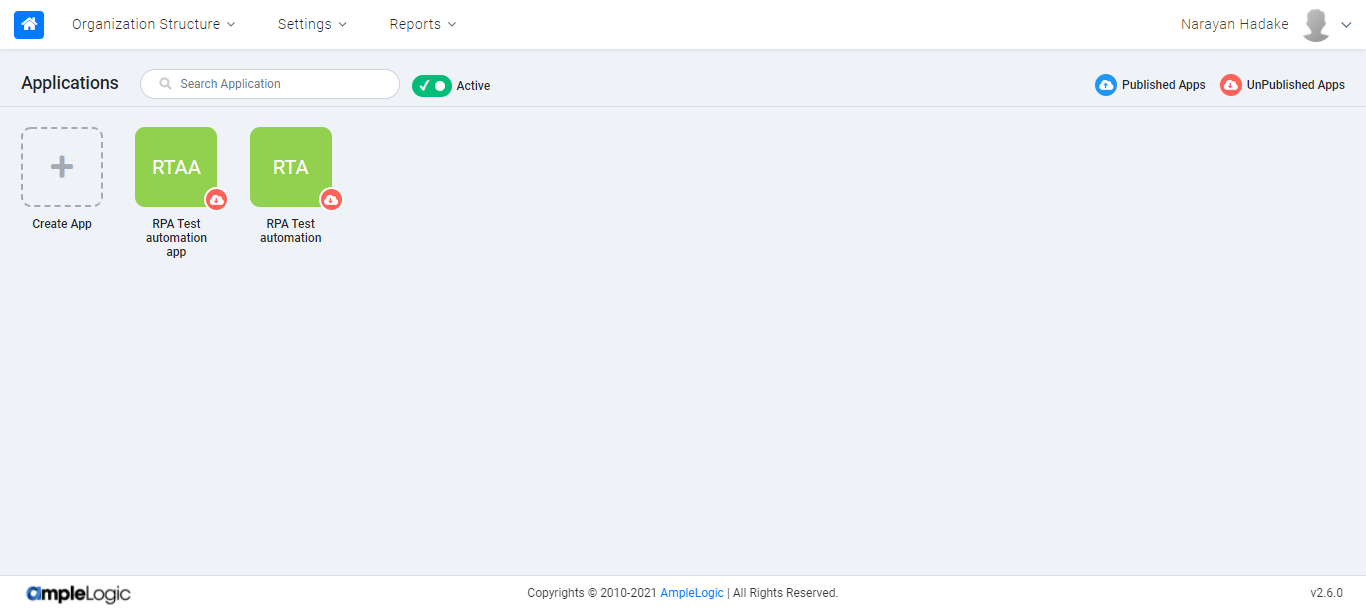 Organization Structure Settings Reports Narayan Hadake
Applications Search Application Active Published Apps UnPublished Apps
RTAA RTA
Create App RPA Test RPA Test
automation automation
app
ampleLogic Copyrights © 2010-2021 AmpleLogic | All Rights Reserved. v2.6.0